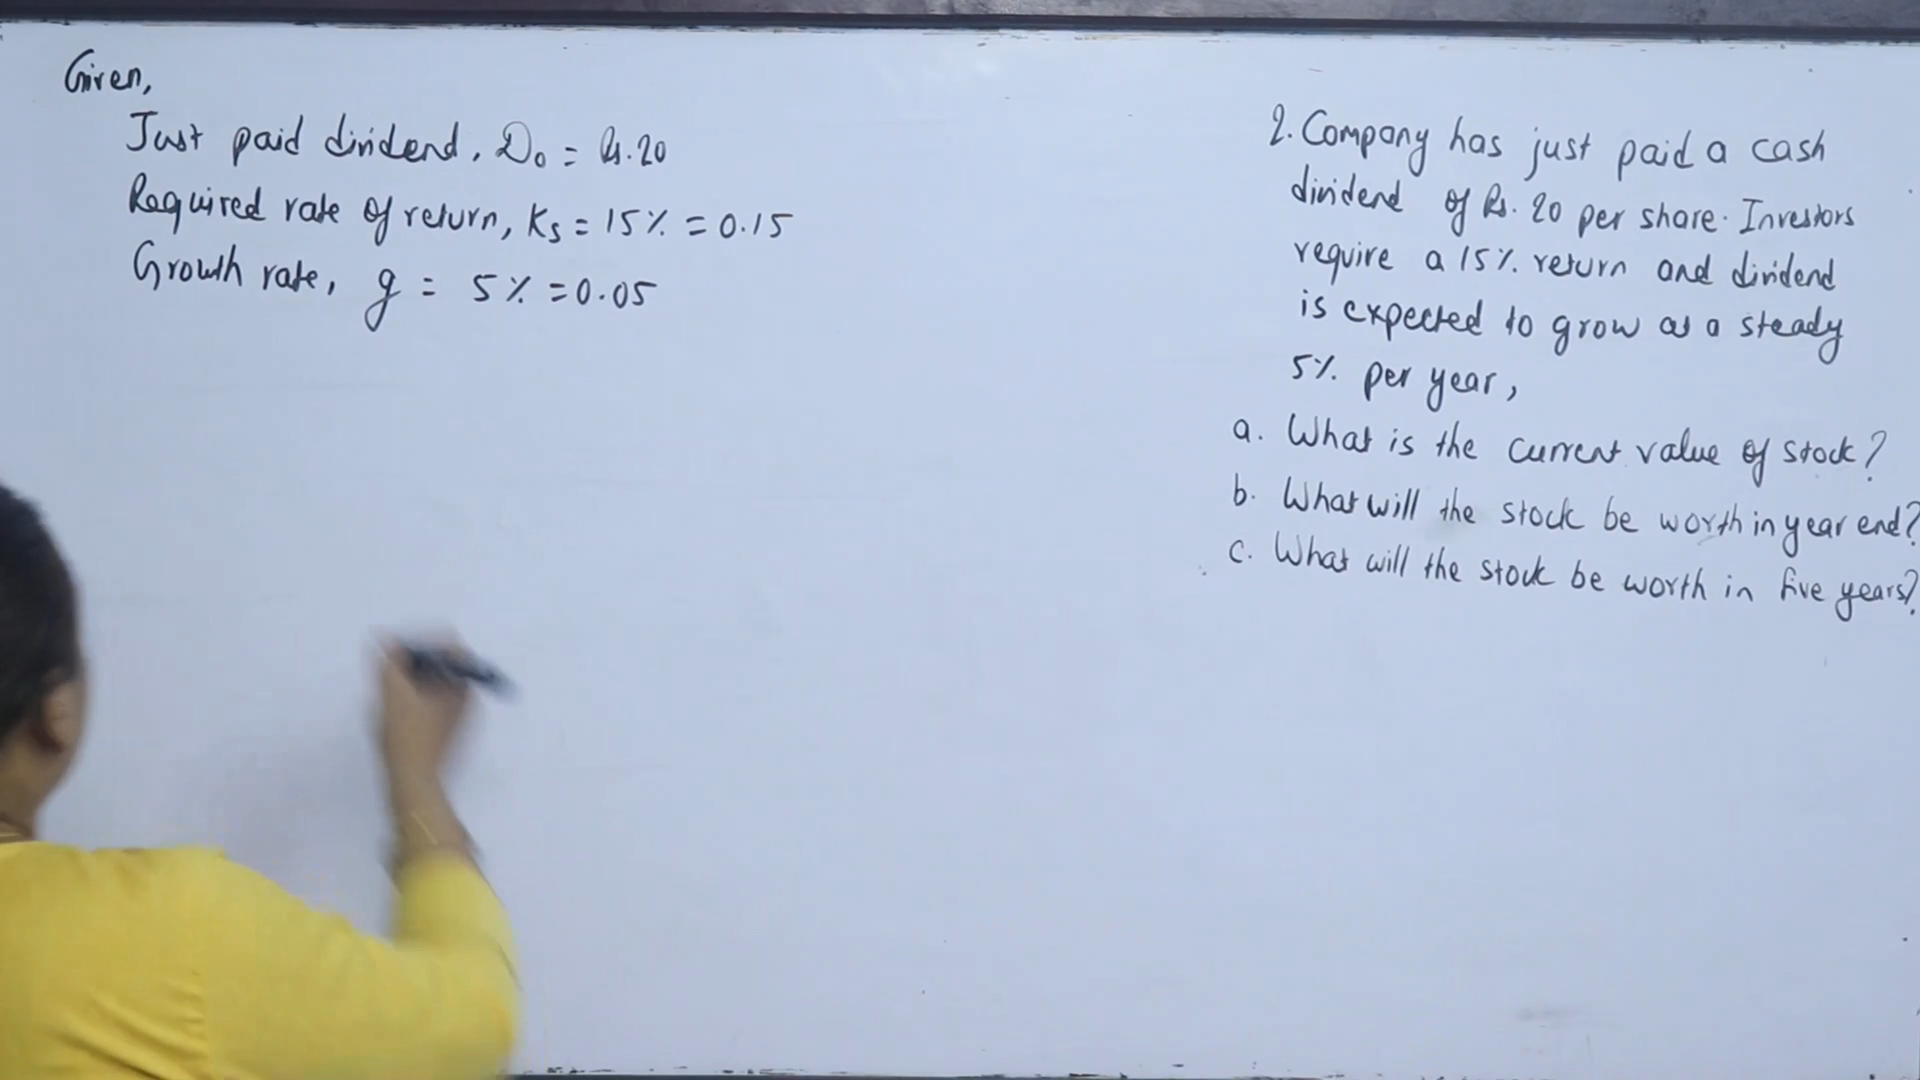 Given,
Just paid dividend, D₀ = Rs.20
Required rate of return, Ks = 15% = 0.15
Growth rate, g = 5% = 0.05
2. Company has just paid a cash
dividend of Rs. 20 per share. Investors
require a 15% return and dividend
is expected to grow at a steady
5% per year,
a. What is the current value of stock?
b. What will the stock be worth in year end?
c. What will the stock be worth in five years?